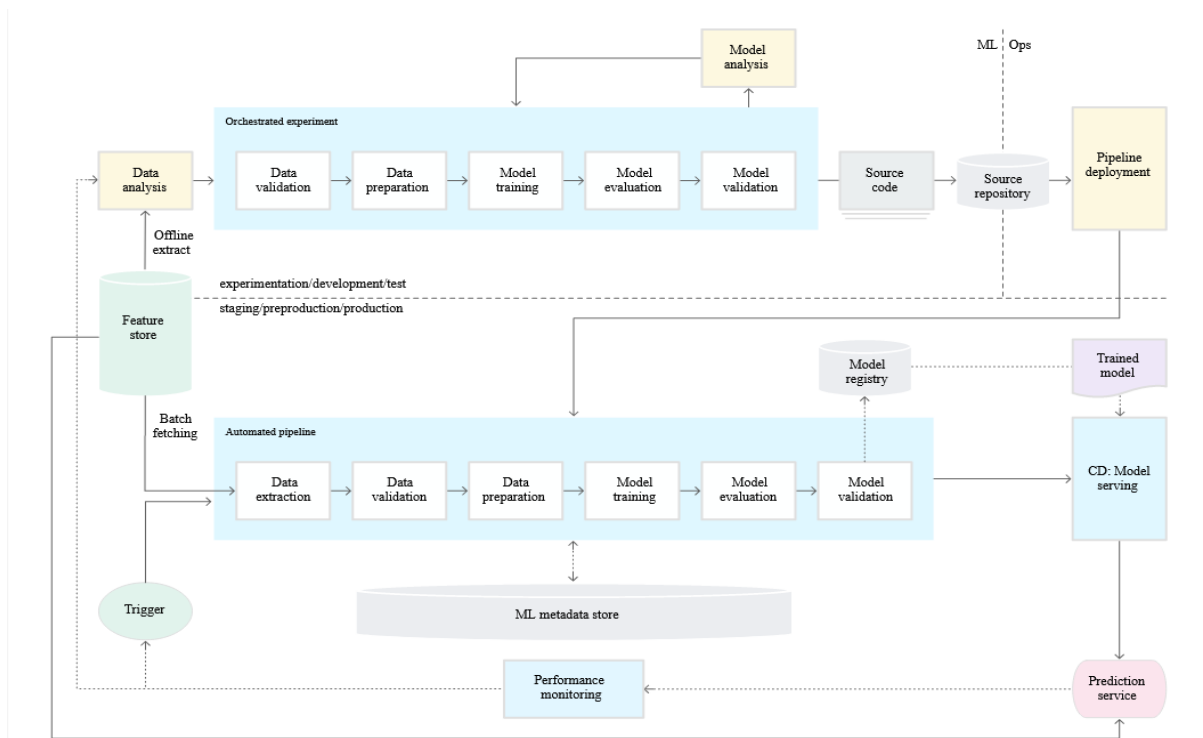 Model
analysis
ML
Ops
Orchestrated experiment
Data
analysis
Data
validation
Data
preparation
Model
training
Model
evaluation
Model
validation
Source
code
Source
repository
Pipeline
deployment
Offline
extract
experimentation/development/test
staging/preproduction/production
Feature
store
Model
registry
Trained
model
Batch
fetching
Automated pipeline
Data
extraction
Data
validation
Data
preparation
Model
training
Model
evaluation
Model
validation
CD: Model
serving
Trigger
ML metadata store
Performance
monitoring
Prediction
service